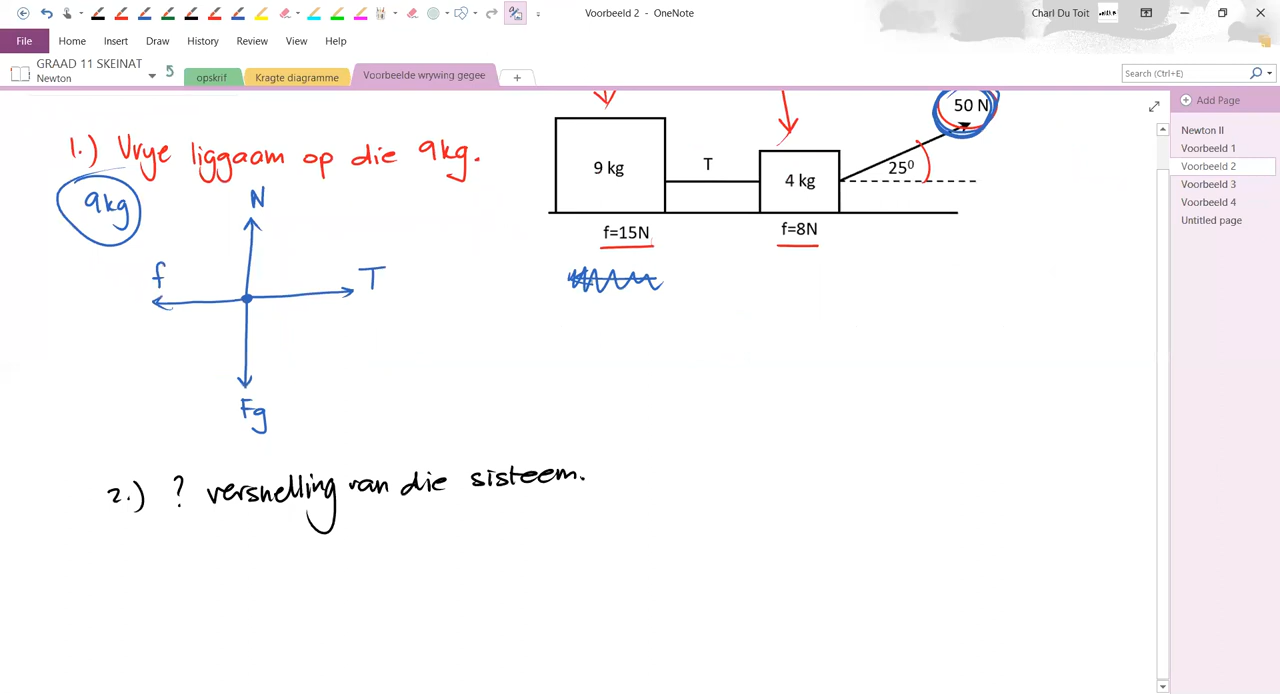 Voorbeeld 2 - OneNote
Charl Du Toit
File Home Insert Draw History Review View Help
GRAAD 11 SKEINAT
Newton
opskrif
Kragte diagramme
Voorbeelde wrywing gegee
Search (Ctrl+E)
Add Page
Newton II
Voorbeeld 1
Voorbeeld 2
Voorbeeld 3
Voorbeeld 4
Untitled page
50 N
1.) Vrye liggaam op die 9kg.
9 kg
T
4 kg
25⁰
9kg
N
f=15N
f=8N
f
T
Fg
2.) ? versnelling van die sisteem.